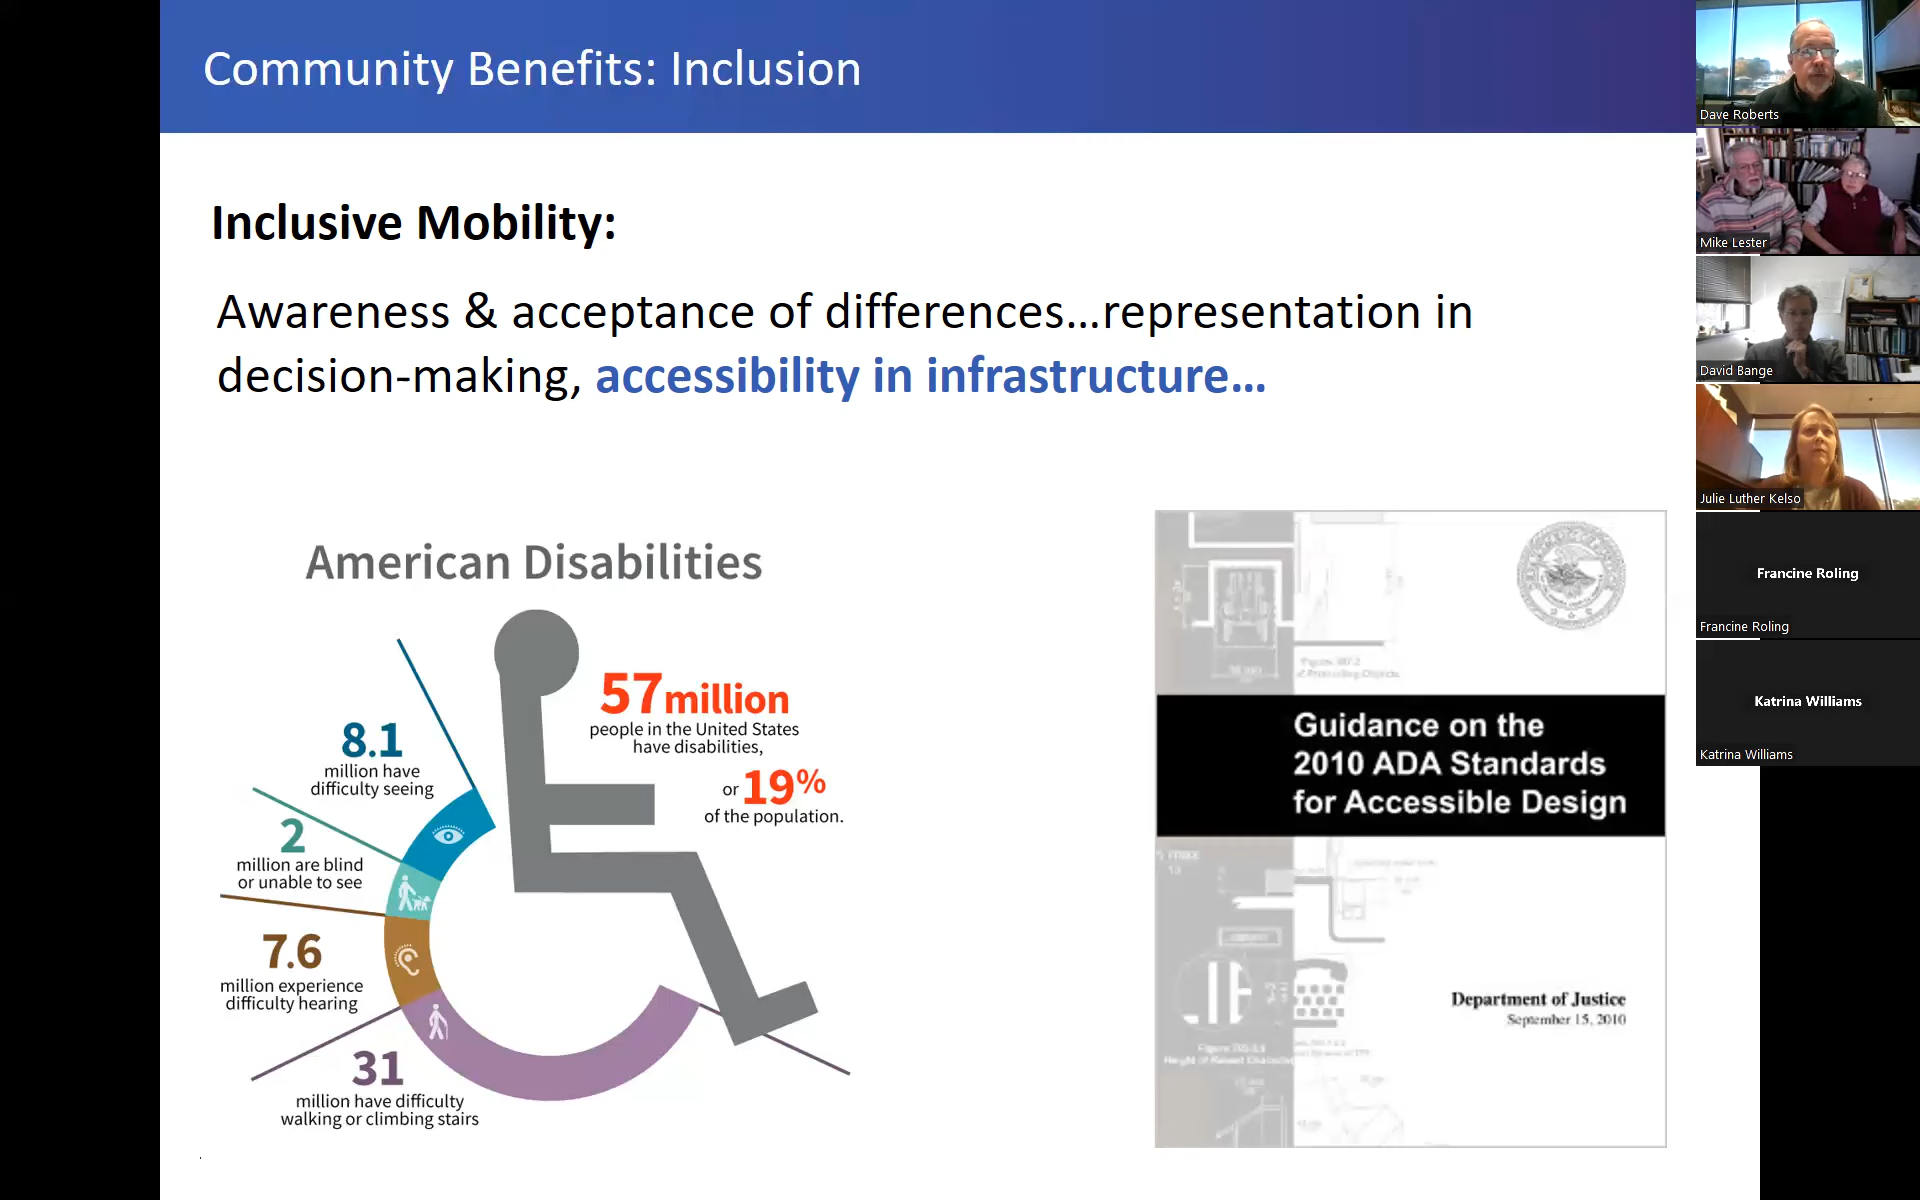 Community Benefits: Inclusion
Inclusive Mobility:
Awareness & acceptance of differences...representation in
decision-making, accessibility in infrastructure...
American Disabilities
57 million
people in the United States
have disabilities,
or 19%
of the population.
8.1
million have
difficulty seeing
2
million are blind
or unable to see
7.6
million experience
difficulty hearing
31
million have difficulty
walking or climbing stairs
Guidance on the
2010 ADA Standards
for Accessible Design
Department of Justice
September 15, 2010
Dave Roberts
Mike Lester
David Bange
Julie Luther Kelso
Francine Roling
Francine Roling
Katrina Williams
Katrina Williams